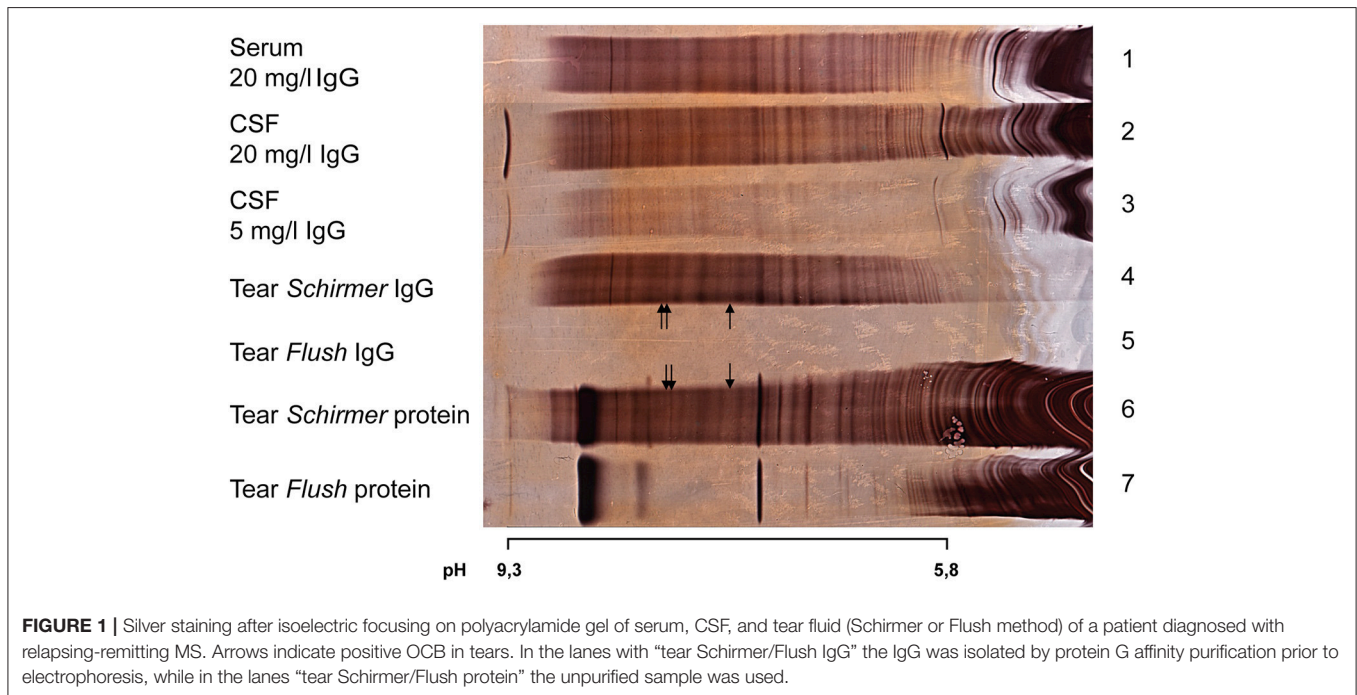 Serum
20 mg/l IgG
1
CSF
20 mg/l IgG
2
CSF
5 mg/l IgG
3
Tear Schirmer IgG
4
Tear Flush IgG
5
Tear Schirmer protein
6
Tear Flush protein
7
pH 9,3 5,8
FIGURE 1 | Silver staining after isoelectric focusing on polyacrylamide gel of serum, CSF, and tear fluid (Schirmer or Flush method) of a patient diagnosed with
relapsing-remitting MS. Arrows indicate positive OCB in tears. In the lanes with “tear Schirmer/Flush IgG” the IgG was isolated by protein G affinity purification prior to
electrophoresis, while in the lanes “tear Schirmer/Flush protein” the unpurified sample was used.